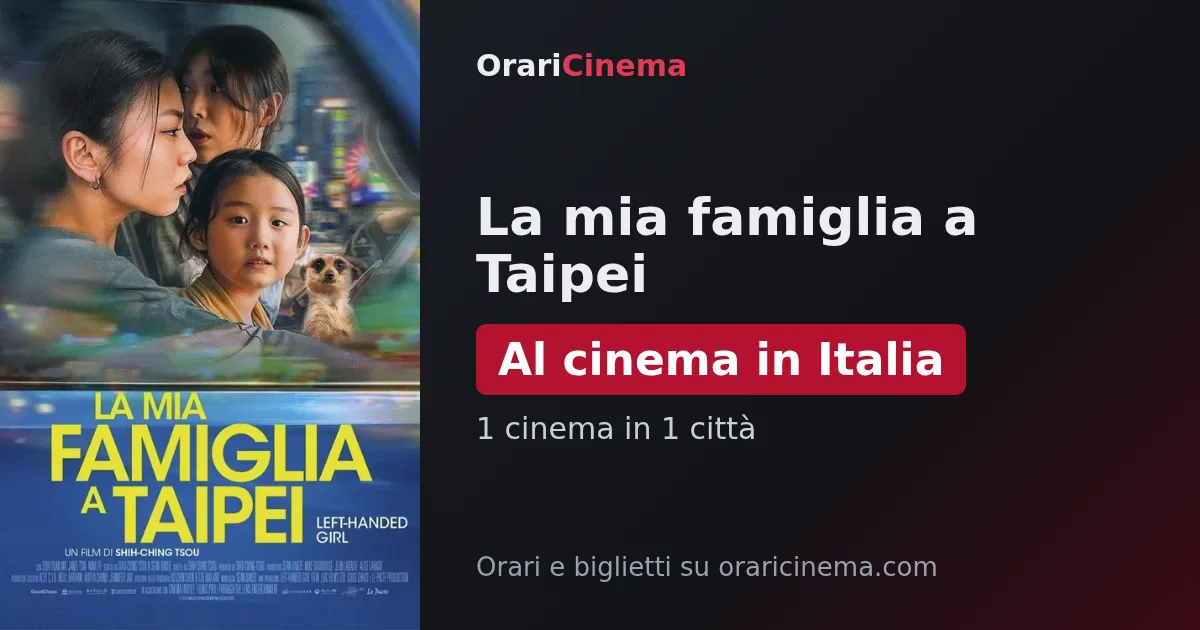 LA MIA
FAMIGLIA
A TAIPEI
LEFT-HANDED
GIRL
UN FILM DI SHIH-CHING TSOU
OrariCinema
La mia famiglia a
Taipei
Al cinema in Italia
1 cinema in 1 città
Orari e biglietti su oraricinema.com